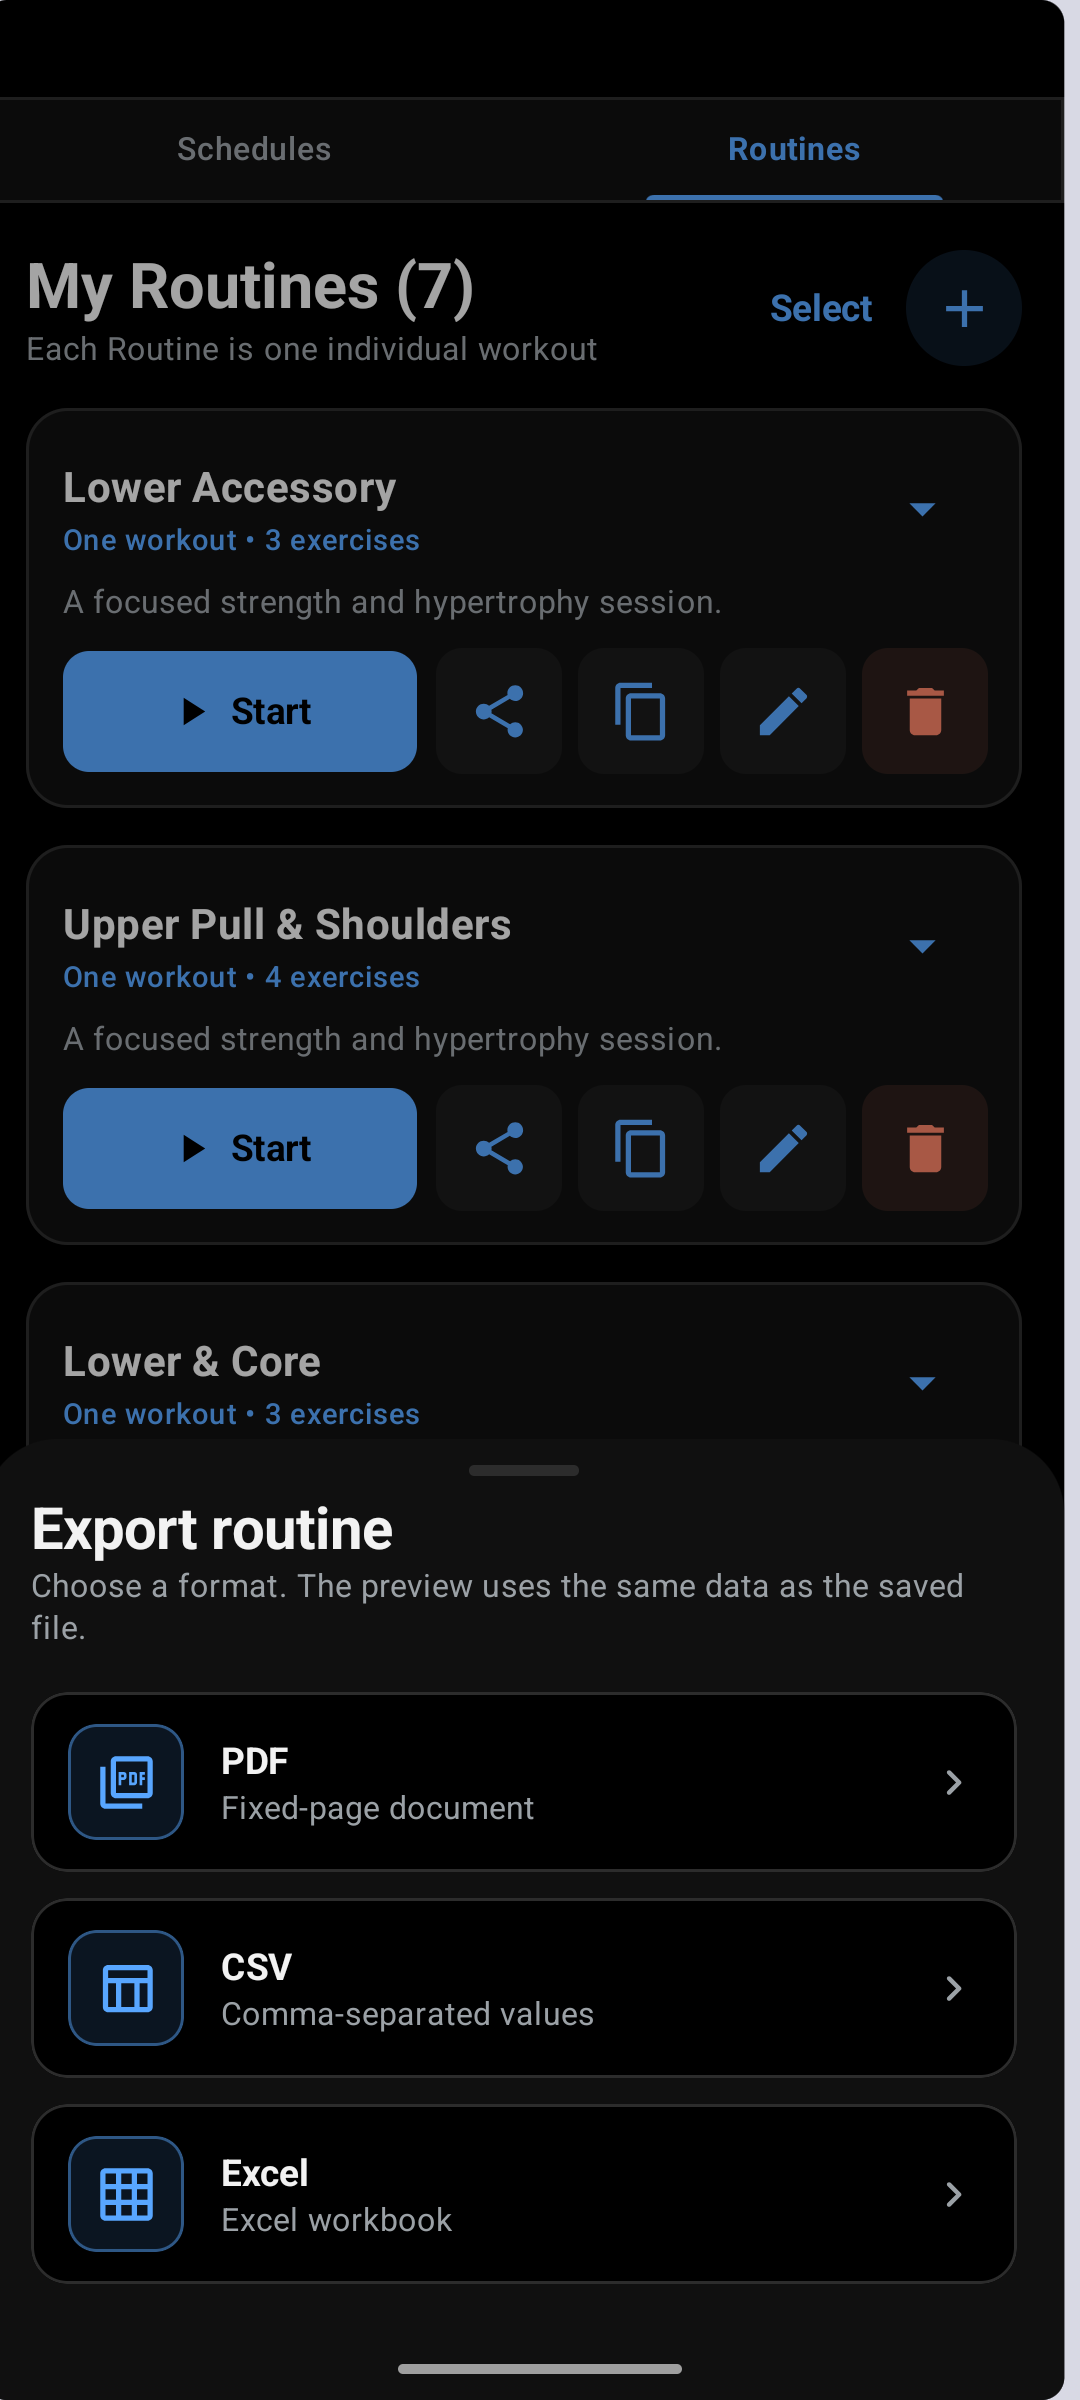 Schedules
Routines
My Routines (7)
Each Routine is one individual workout
Select
Lower Accessory
One workout • 3 exercises
A focused strength and hypertrophy session.
Start
Upper Pull & Shoulders
One workout • 4 exercises
A focused strength and hypertrophy session.
Start
Lower & Core
One workout • 3 exercises
Export routine
Choose a format. The preview uses the same data as the saved
file.
PDF
PDF
Fixed-page document
CSV
Comma-separated values
Excel
Excel workbook